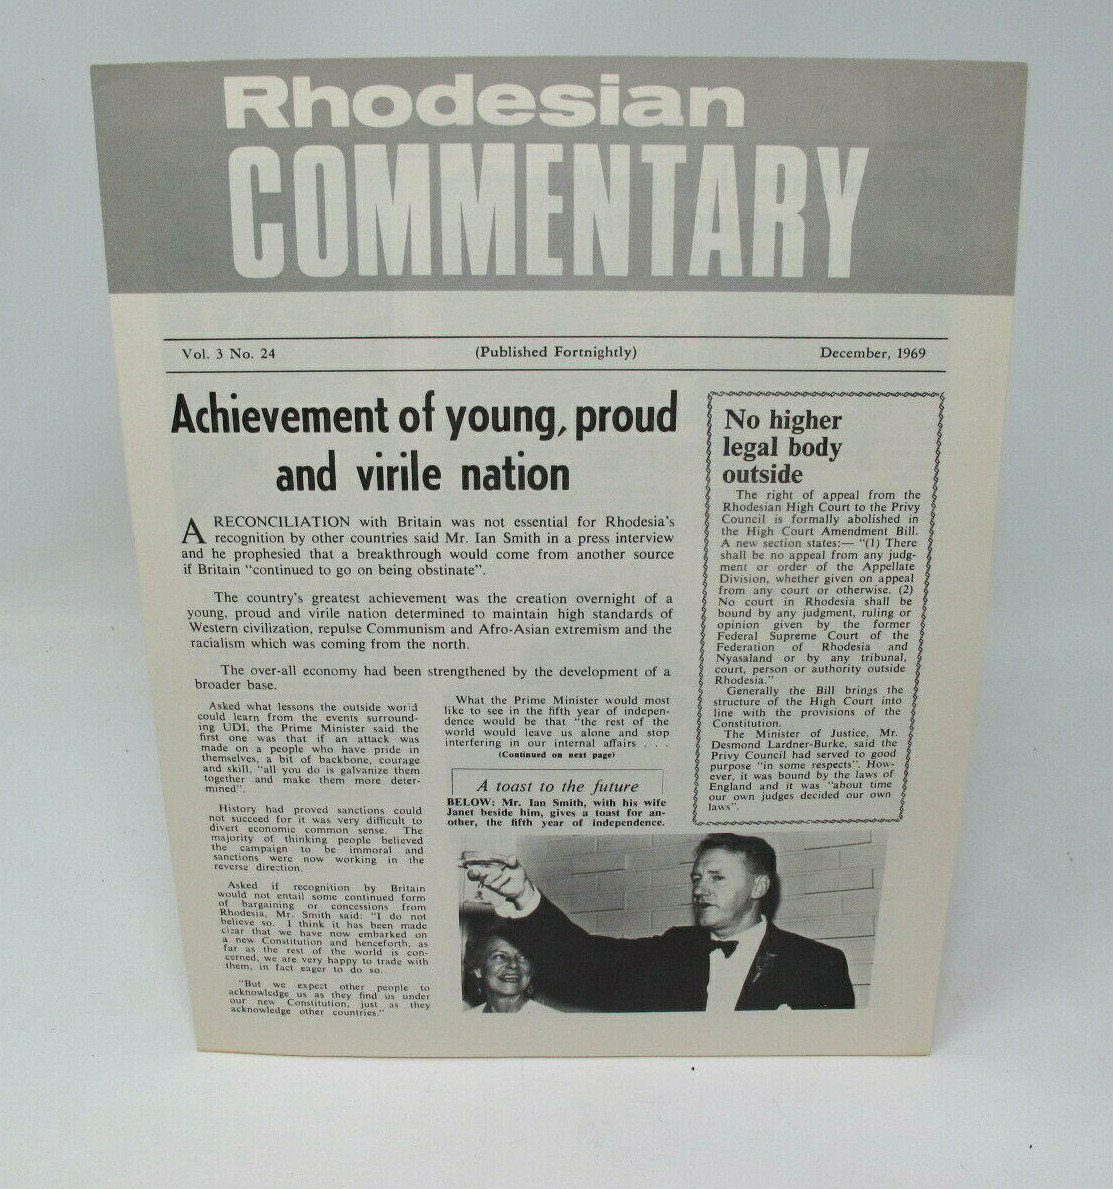 Rhodesian
COMMENTARY
Vol. 3 No. 24
(Published Fortnightly)
December, 1969
Achievement of young, proud
and virile nation
A RECONCILIATION with Britain was not essential for Rhodesia's
recognition by other countries said Mr. Ian Smith in a press interview
and he prophesied that a breakthrough would come from another source
if Britain "continued to go on being obstinate".
The country's greatest achievement was the creation overnight of a
young, proud and virile nation determined to maintain high standards of
Western civilization, repulse Communism and Afro-Asian extremism and the
racialism which was coming from the north.
The over-all economy had been strengthened by the development of a
broader base.
Asked what lessons the outside world
could learn from the events surround-
ing UDI, the Prime Minister said the
first one was that if an attack was
made on a people who have pride in
themselves, a bit of backbone, courage
and skill, "all you do is galvanize them
together and make them more deter-
mined".
History had proved sanctions could
not succeed for it was very difficult to
divert economic common sense. The
majority of thinking people believed
the campaign to be immoral and
sanctions were now working in the
reverse direction.
Asked if recognition by Britain
would not entail some continued form
of bargaining or concessions from
Rhodesia, Mr. Smith said: "I do not
believe so. I think it has been made
clear that we have now embarked on
a new Constitution and henceforth, as
far as the rest of the world is con-
cerned, we are very happy to trade with
them, in fact eager to do so.
"But we expect other people to
acknowledge us as they find us under
our new Constitution, just as they
acknowledge other countries."
What the Prime Minister would most
like to see in the fifth year of indepen-
dence would be that "the rest of the
world would leave us alone and stop
interfering in our internal affairs . . .
(Continued on next page)
A toast to the future
BELOW: Mr. Ian Smith, with his wife
Janet beside him, gives a toast for an-
other, the fifth year of independence.
No higher
legal body
outside
The right of appeal from the
Rhodesian High Court to the Privy
Council is formally abolished in
the High Court Amendment Bill.
A new section states:— "(1) There
shall be no appeal from any judg-
ment or order of the Appellate
Division, whether given on appeal
from any court or otherwise. (2)
No court in Rhodesia shall be
bound by any judgment, ruling or
opinion given by the former
Federal Supreme Court of the
Federation of Rhodesia and
Nyasaland or by any tribunal,
court, person or authority outside
Rhodesia."
Generally the Bill brings the
structure of the High Court into
line with the provisions of the
Constitution.
The Minister of Justice, Mr.
Desmond Lardner-Burke, said the
Privy Council had served to good
purpose "in some respects". How-
ever, it was bound by the laws of
England and it was "about time
our own judges decided our own
laws".